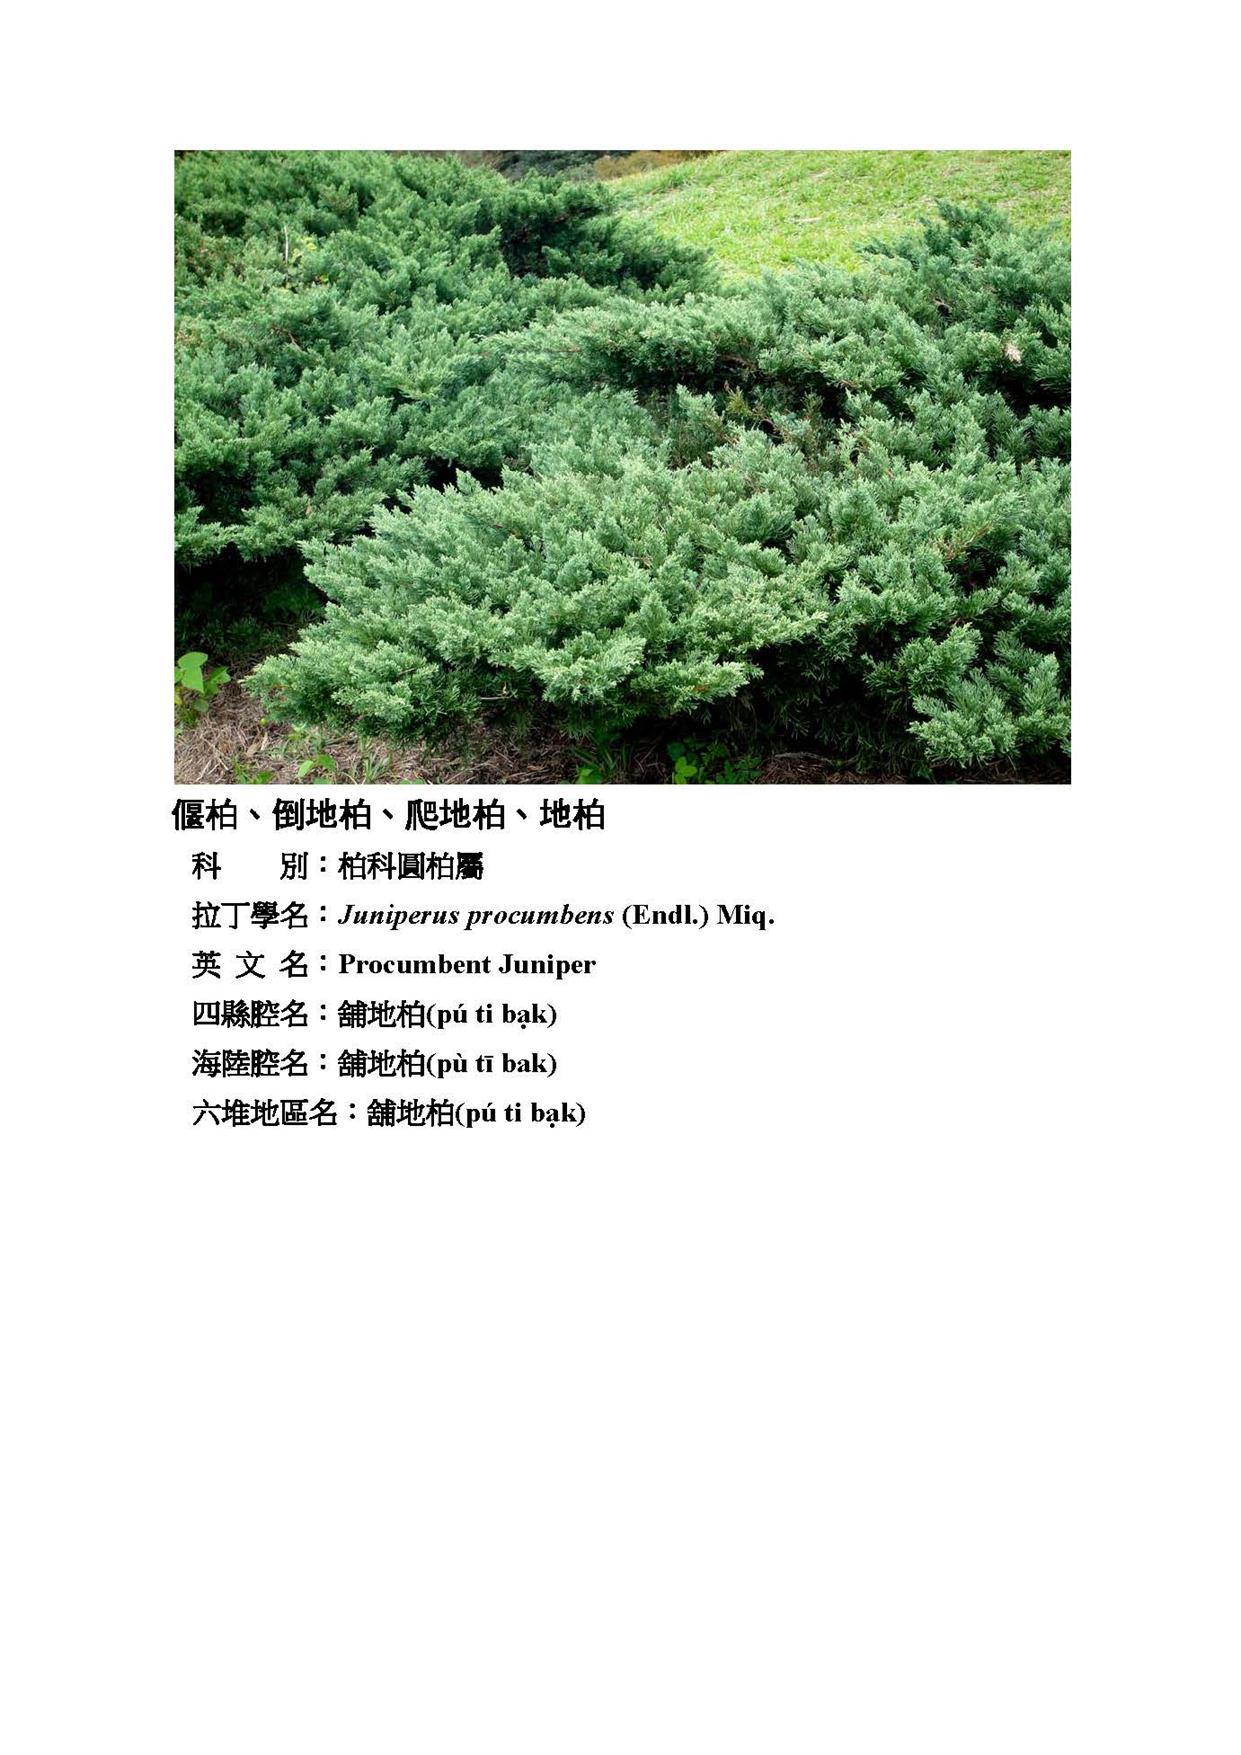 偃柏、倒地柏、爬地柏、地柏
科　　別：柏科圓柏屬
拉丁學名：Juniperus procumbens (Endl.) Miq.
英 文 名：Procumbent Juniper
四縣腔名：舖地柏(pú ti bạk)
海陸腔名：舖地柏(pù tī bak)
六堆地區名：舖地柏(pú ti bạk)